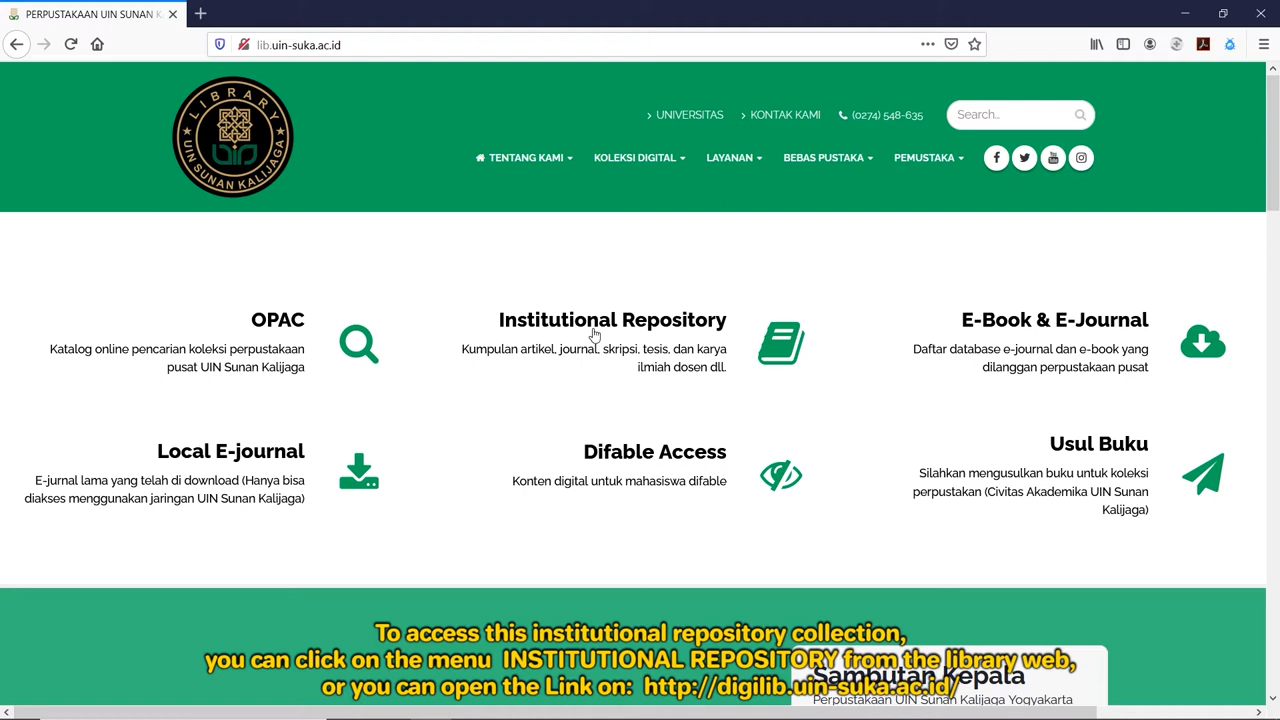 PERPUSTAKAAN UIN SUNAN K
lib.uin-suka.ac.id
LIBRARY
UIN SUNAN KALIJAGA
UNIVERSITAS
KONTAK KAMI
(0274) 548-635
Search..
TENTANG KAMI
KOLEKSI DIGITAL
LAYANAN
BEBAS PUSTAKA
PEMUSTAKA
OPAC
Katalog online pencarian koleksi perpustakaan
pusat UIN Sunan Kalijaga
Institutional Repository
Kumpulan artikel, journal, skripsi, tesis, dan karya
ilmiah dosen dll.
E-Book & E-Journal
Daftar database e-journal dan e-book yang
dilanggan perpustakaan pusat
Local E-journal
E-jurnal lama yang telah di download (Hanya bisa
diakses menggunakan jaringan UIN Sunan Kalijaga)
Difable Access
Konten digital untuk mahasiswa difable
Usul Buku
Silahkan mengusulkan buku untuk koleksi
perpustakan (Civitas Akademika UIN Sunan
Kalijaga)
To access this institutional repository collection,
you can click on the menu INSTITUTIONAL REPOSITORY from the library web,
or you can open the Link on: http://digilib.uin-suka.ac.id/
Sambutan Kepala
Perpustakaan UIN Sunan Kalijaga Yogyakarta